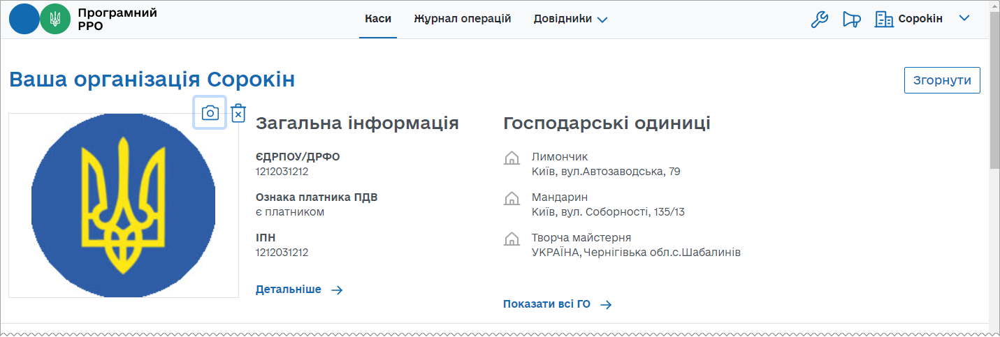 Програмний
РРО
Каси
Журнал операцій
Довідники
Сорокін
Ваша організація Сорокін
Згорнути
Загальна інформація
ЄДРПОУ/ДРФО
1212031212
Ознака платника ПДВ
є платником
ІПН
1212031212
Детальніше
Господарські одиниці
Лимончик
Київ, вул.Автозаводська, 79
Мандарин
Київ, вул. Соборності, 135/13
Творча майстерня
УКРАЇНА, Чернігівька обл.с.Шабалинів
Показати всі ГО